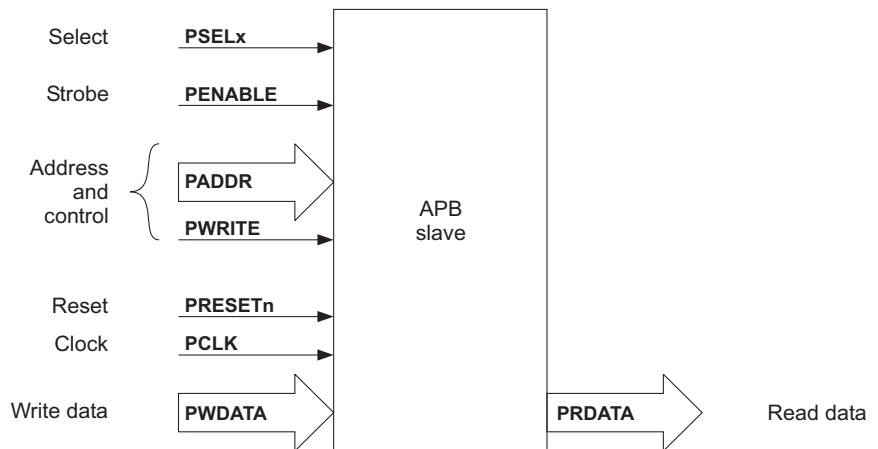 Select PSELx
Strobe PENABLE
Address
and
control
PADDR
PWRITE
APB
slave
Reset PRESETn
Clock PCLK
Write data PWDATA PRDATA Read data